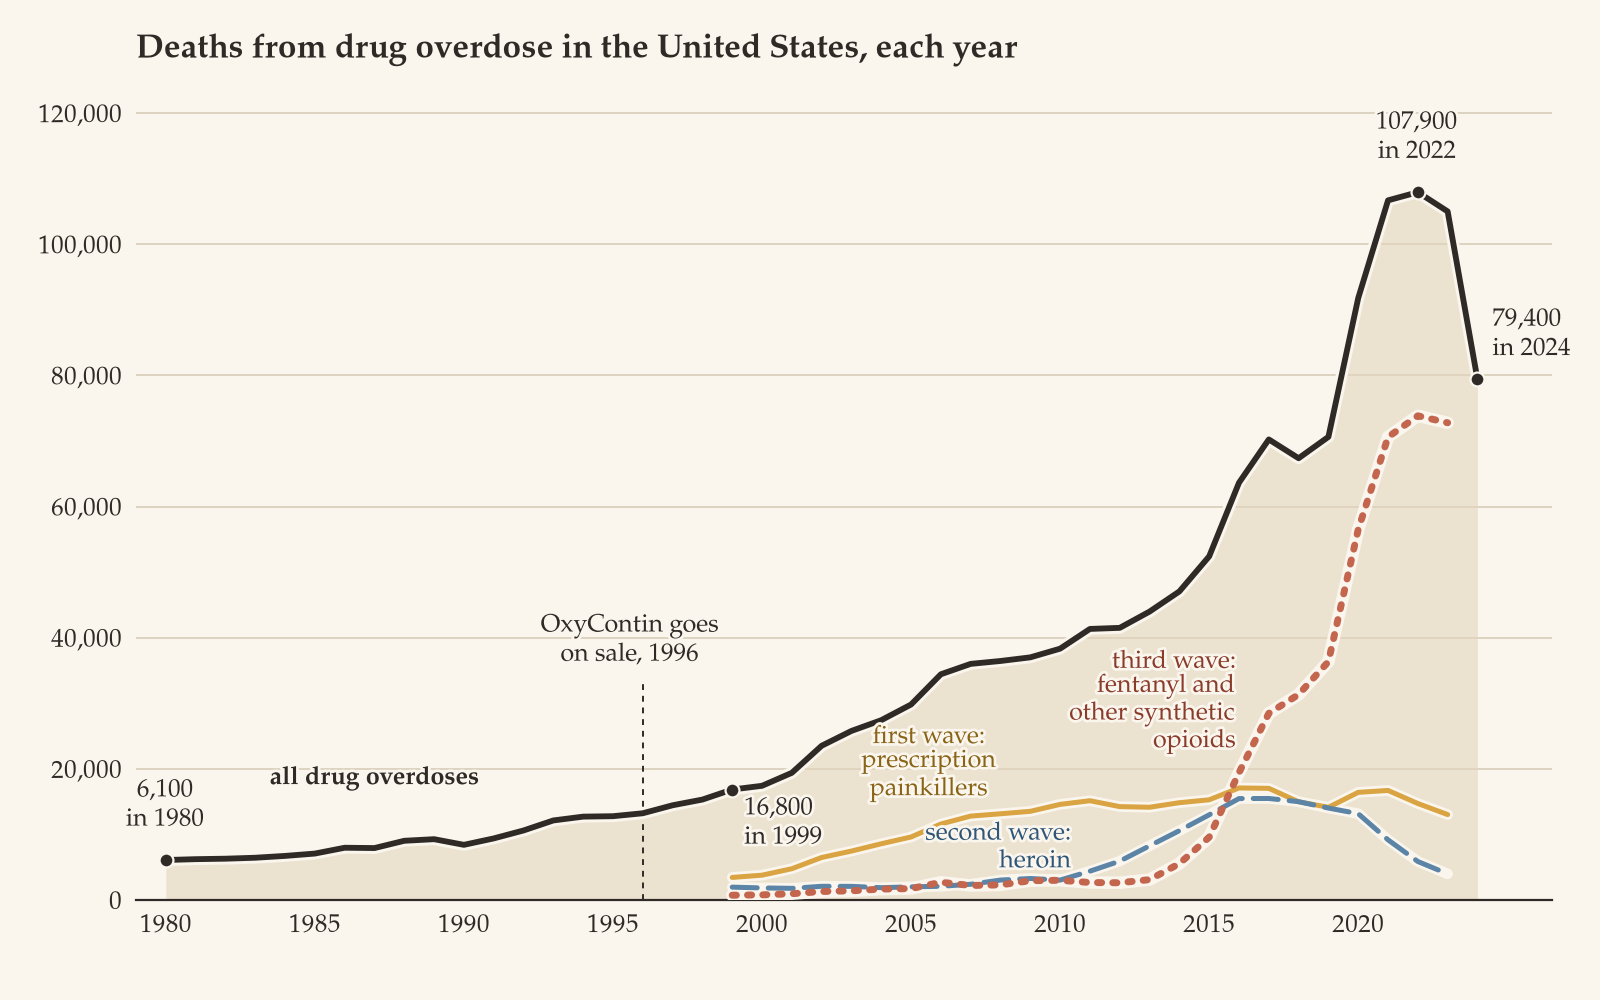 Deaths from drug overdose in the United States, each year
120,000
107,900
in 2022
100,000
79,400
in 2024
80,000
60,000
OxyContin goes
on sale, 1996
40,000
third wave:
fentanyl and
other synthetic
opioids
first wave:
prescription
painkillers
20,000
all drug overdoses
6,100
in 1980
16,800
in 1999
second wave:
heroin
0
1980 1985 1990 1995 2000 2005 2010 2015 2020